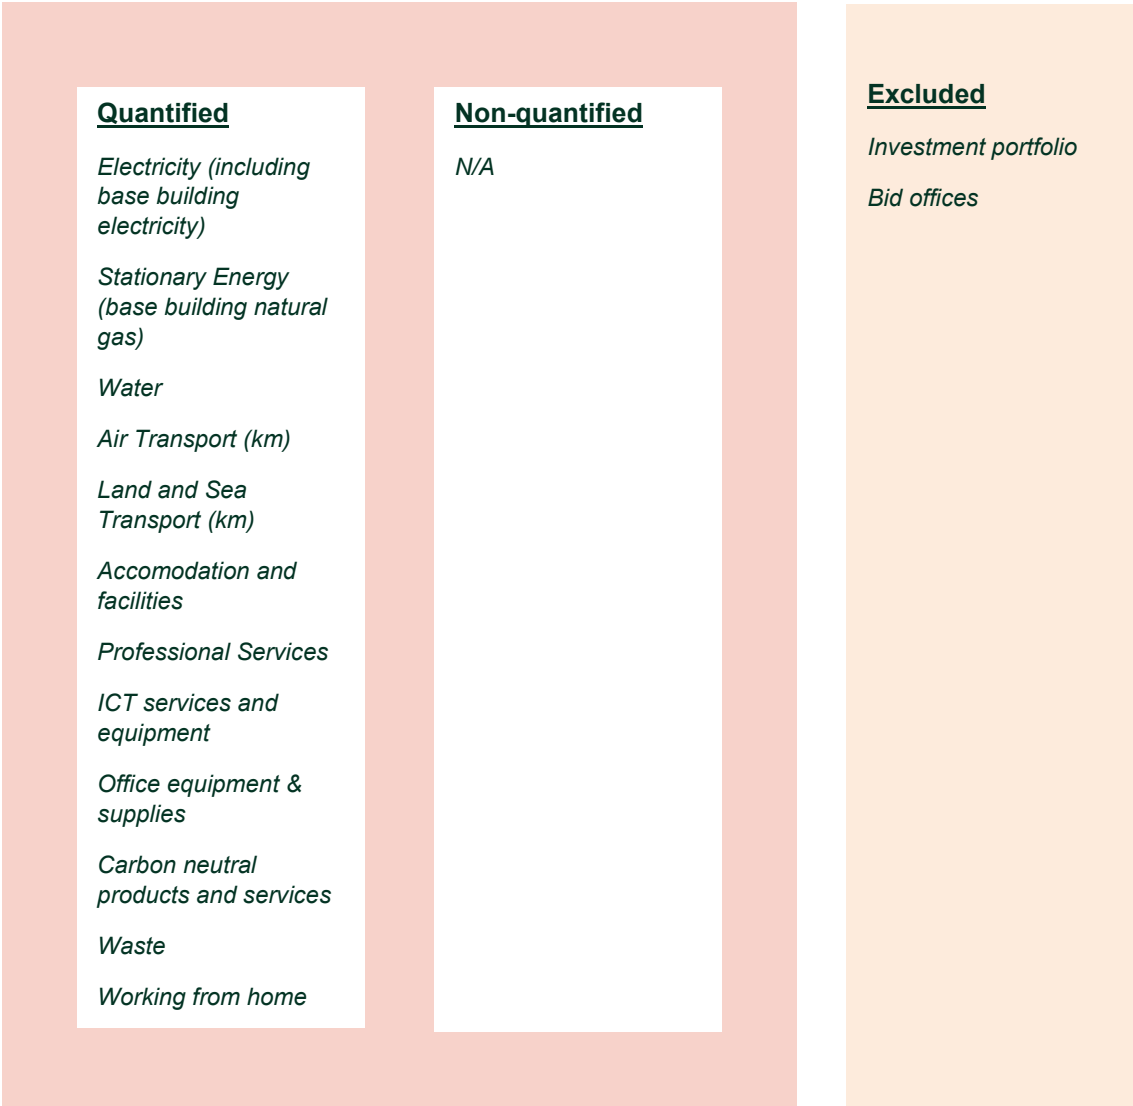 Quantified
Electricity (including
base building
electricity)
Stationary Energy
(base building natural
gas)
Water
Air Transport (km)
Land and Sea
Transport (km)
Accomodation and
facilities
Professional Services
ICT services and
equipment
Office equipment &
supplies
Carbon neutral
products and services
Waste
Working from home
Non-quantified
N/A
Excluded
Investment portfolio
Bid offices